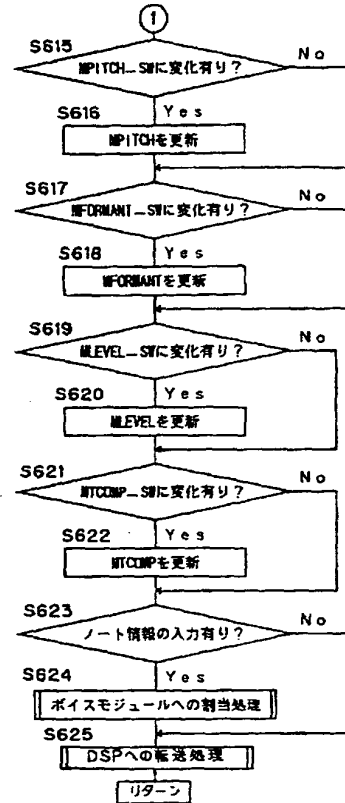 f
S615
MPITCH_SWに変化有り？
No
S616
Yes
MPITCHを更新
S617
MFORMANT_SWに変化有り？
No
S618
Yes
MFORMANTを更新
S619
MLEVEL_SWに変化有り？
No
S620
Yes
MLEVELを更新
S621
MTCOMP_SWに変化有り？
No
S622
Yes
MTCOMPを更新
S623
ノート情報の入力有り？
No
S624
Yes
ボイスモジュールへの割当処理
S625
DSPへの転送処理
リターン